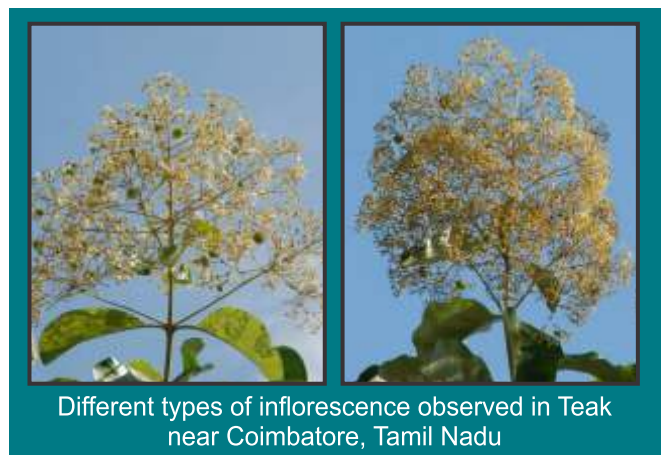 Different types of inflorescence observed in Teak
near Coimbatore, Tamil Nadu